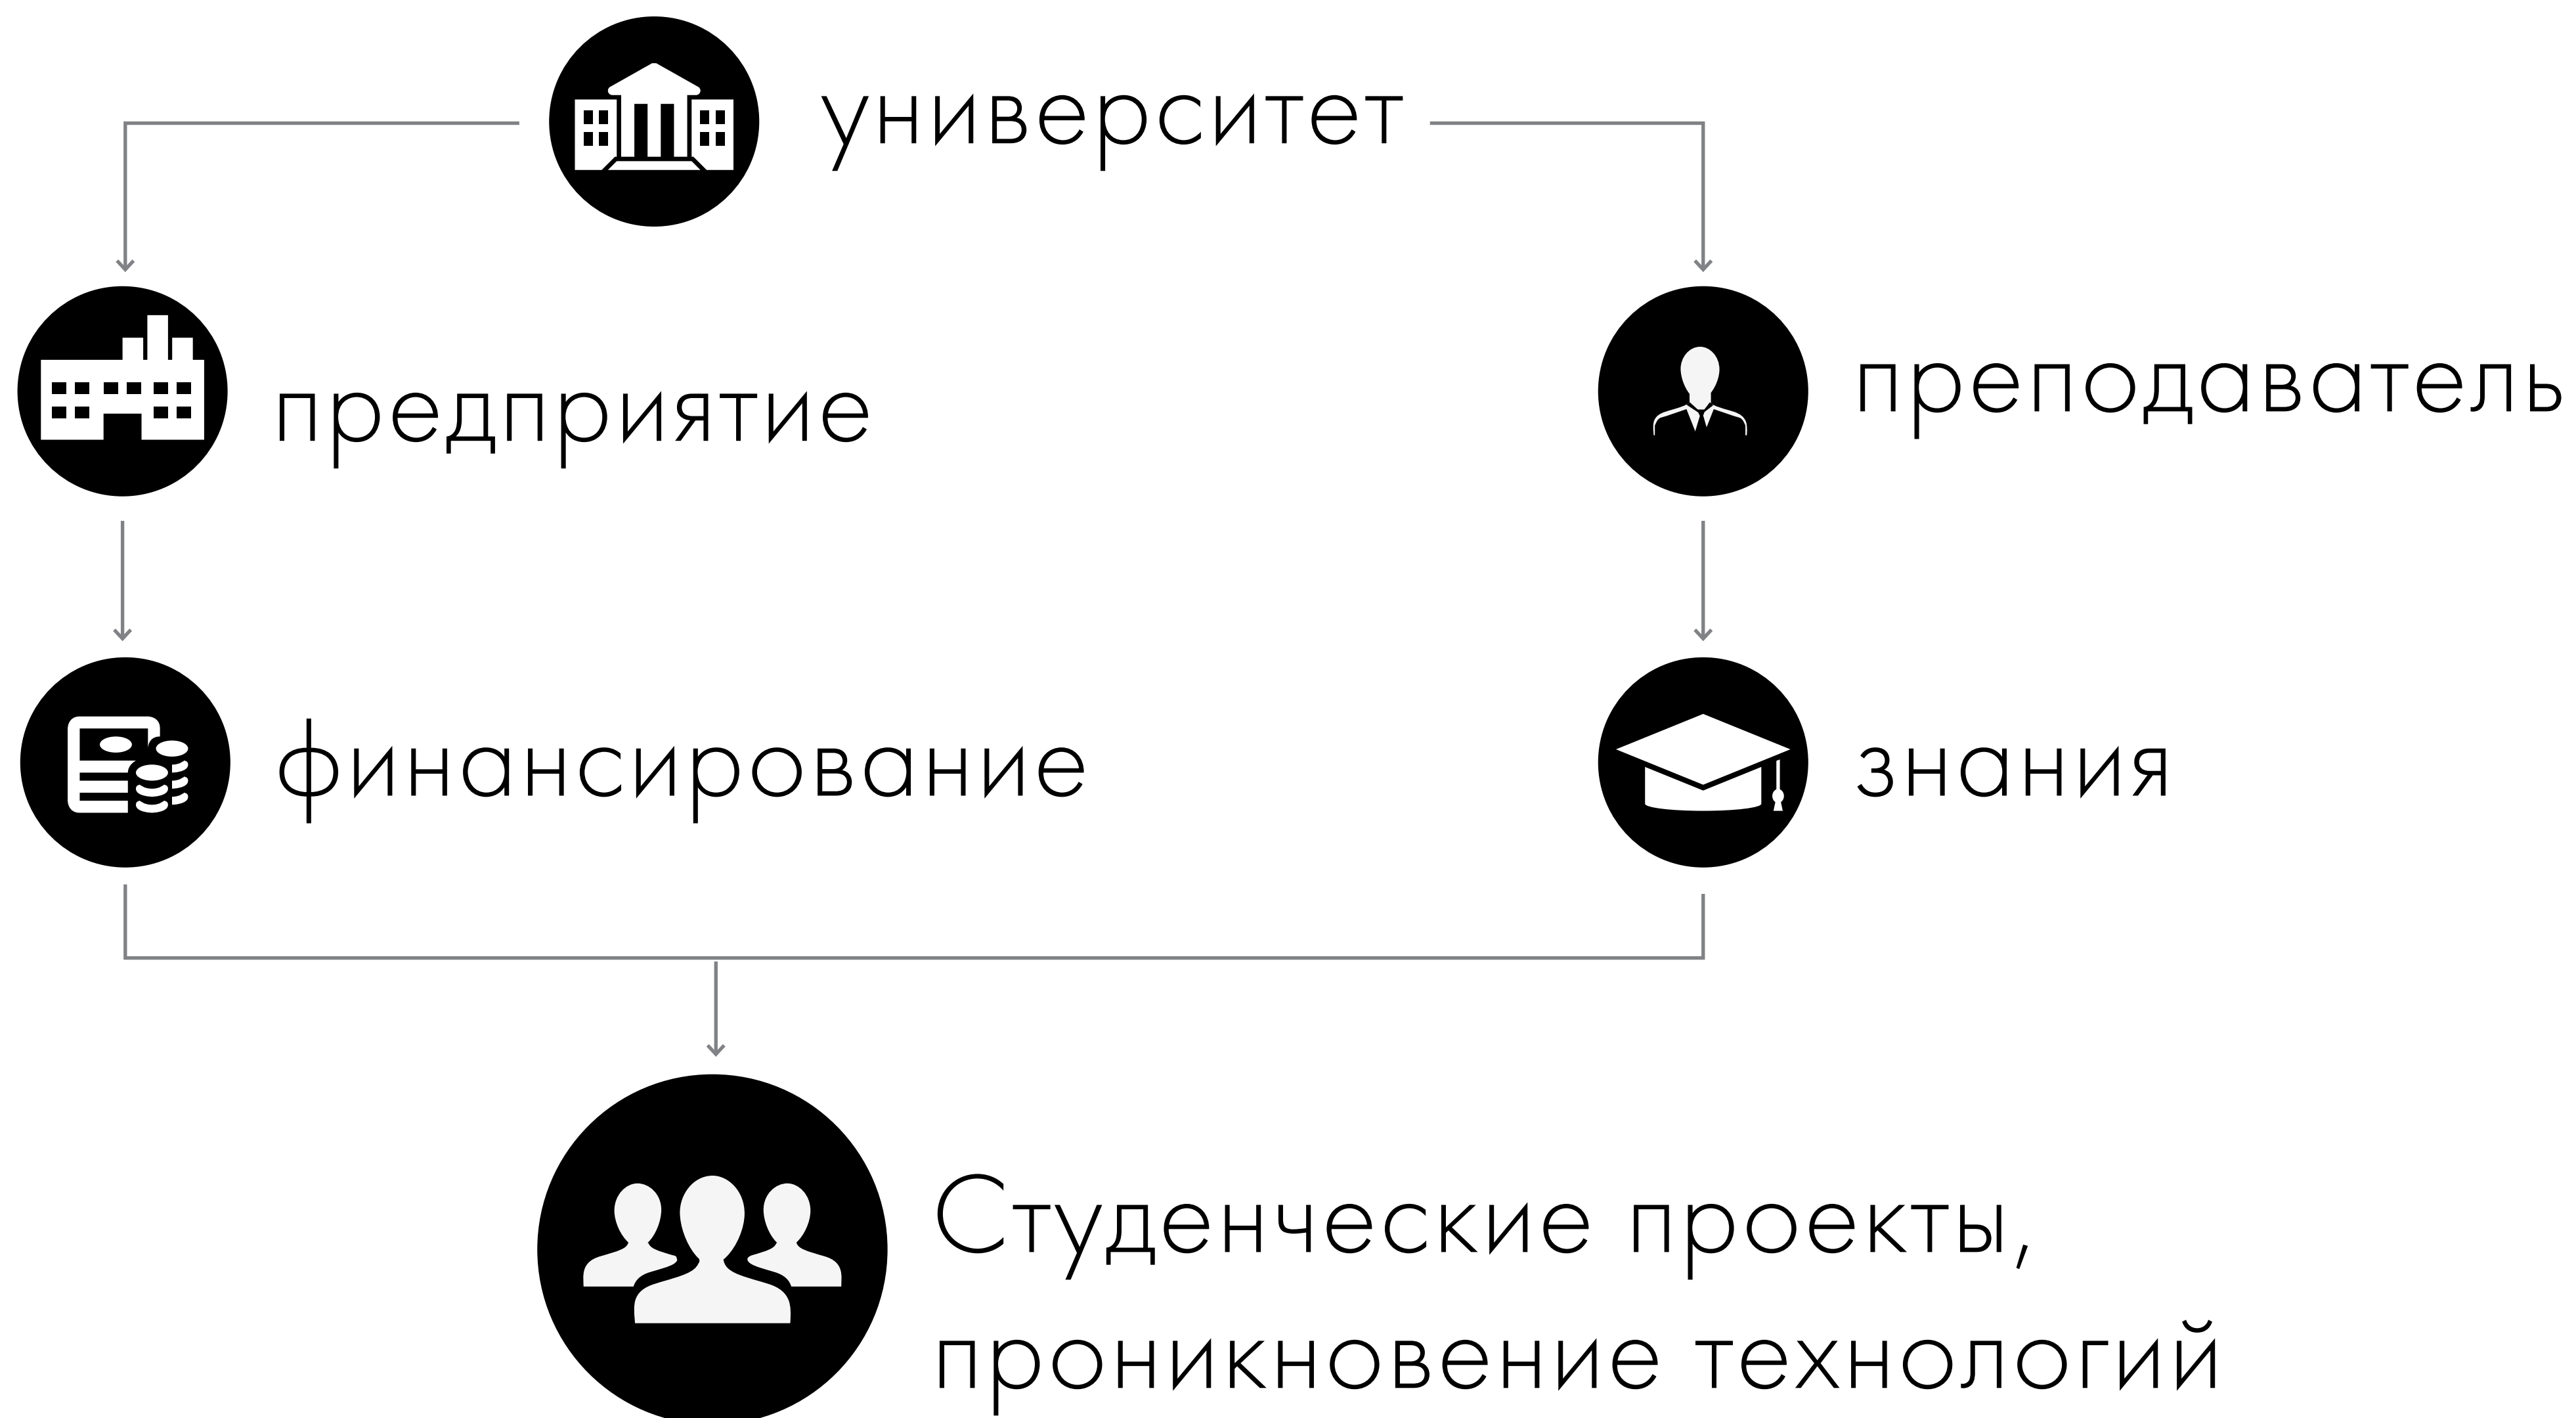 университет
предприятие
преподаватель
финансирование
знания
Студенческие проекты,
проникновение технологий